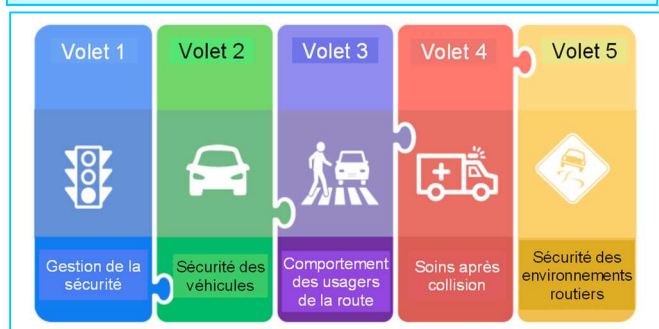 Volet 1
Gestion de la
sécurité
Volet 2
Sécurité des
véhicules
Volet 3
Comportement
des usagers
de la route
Volet 4
Soins après
collision
Volet 5
Sécurité des
environnements
routiers